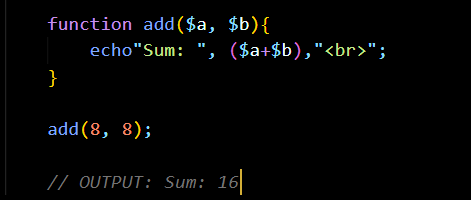 function add($a, $b){
    echo"Sum: ", ($a+$b),"<br>";
}
add(8, 8);
// OUTPUT: Sum: 16